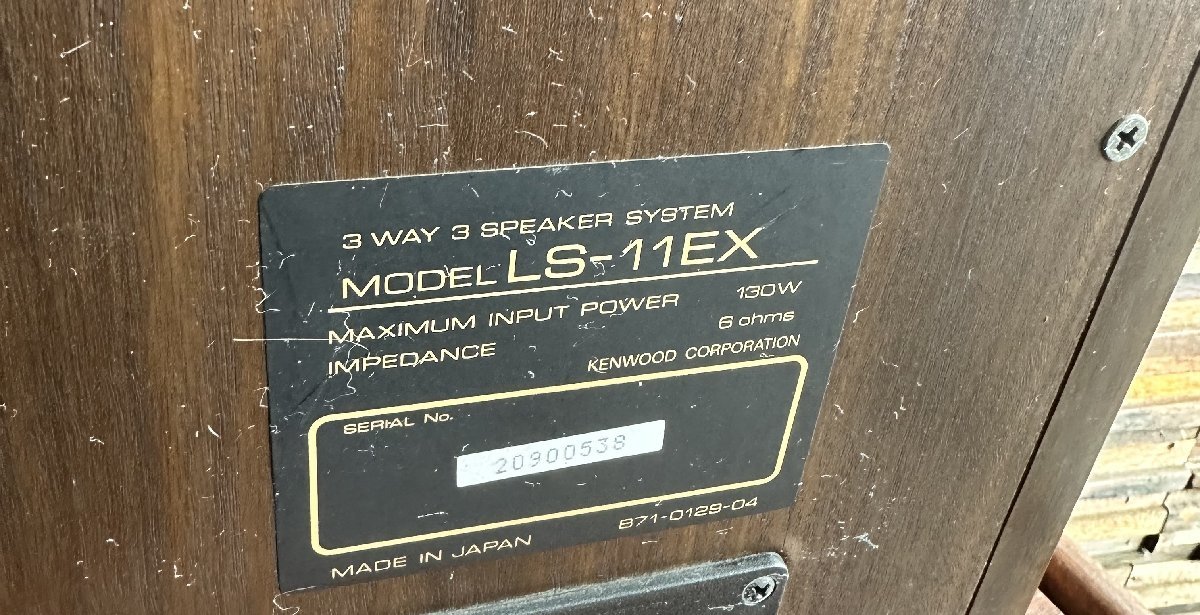 3 WAY 3 SPEAKER SYSTEM
MODEL LS-11EX
MAXIMUM INPUT POWER 130W
IMPEDANCE 6 ohms
KENWOOD CORPORATION
SERIAL No.
20900538
B71-0129-04
MADE IN JAPAN